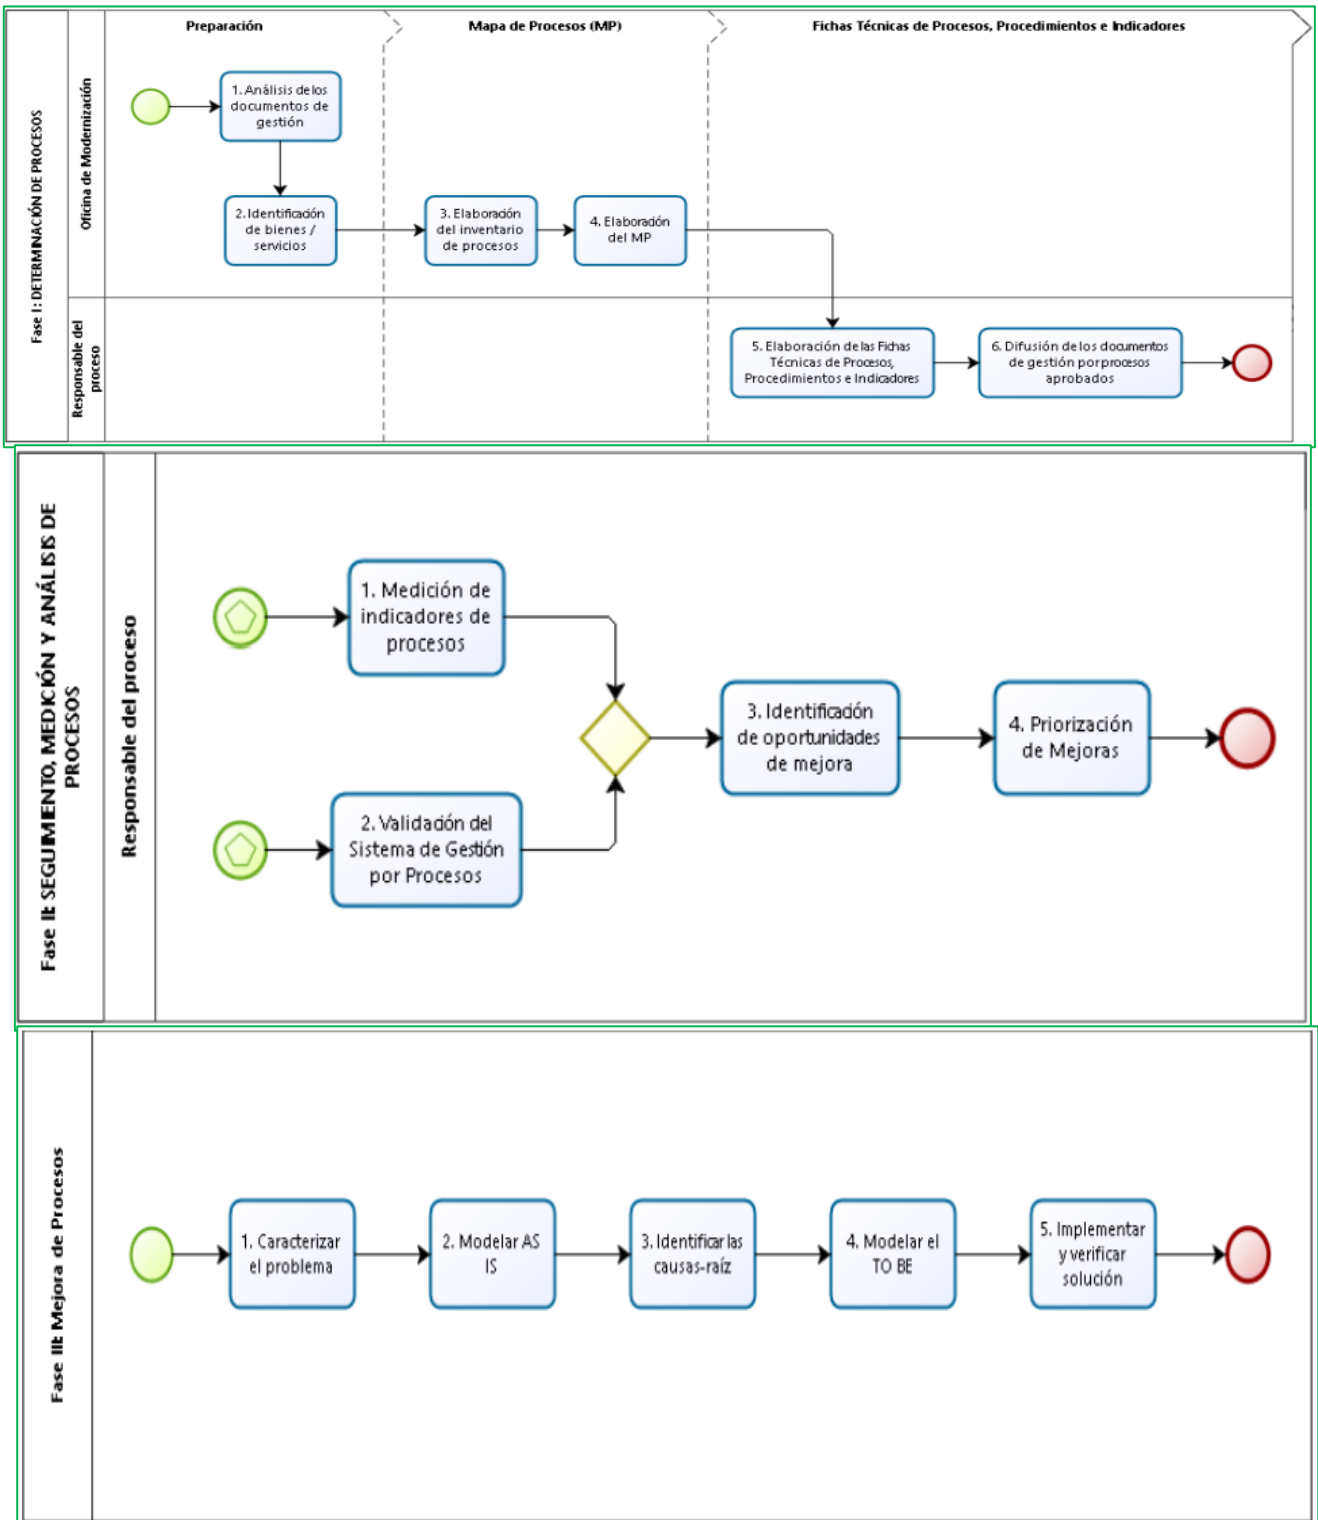 Preparación
Mapa de Procesos (MP)
Fichas Técnicas de Procesos, Procedimientos e Indicadores
Fase I: DETERMINACIÓN DE PROCESOS
Oficina de Modernización
1. Análisis de los
documentos de
gestión
2. Identificación
de bienes /
servicios
3. Elaboración
del inventario
de procesos
4. Elaboración
del MP
Responsable del
proceso
5. Elaboración de las Fichas
Técnicas de Procesos,
Procedimientos e Indicadores
6. Difusión de los documentos
de gestión por procesos
aprobados
Fase II: SEGUIMIENTO, MEDICIÓN Y ANÁLISIS DE
PROCESOS
Responsable del proceso
1. Medición de
indicadores de
procesos
2. Validación del
Sistema de Gestión
por Procesos
3. Identificación
de oportunidades
de mejora
4. Priorización
de Mejoras
Fase III: Mejora de Procesos
1. Caracterizar
el problema
2. Modelar AS
IS
3. Identificar las
causas-raíz
4. Modelar el
TO BE
5. Implementar
y verificar
solución